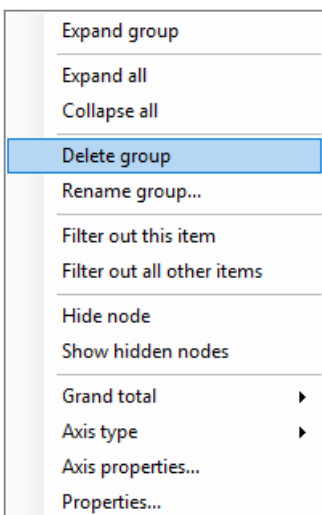 Expand group
Expand all
Collapse all
Delete group
Rename group...
Filter out this item
Filter out all other items
Hide node
Show hidden nodes
Grand total
Axis type
Axis properties...
Properties...